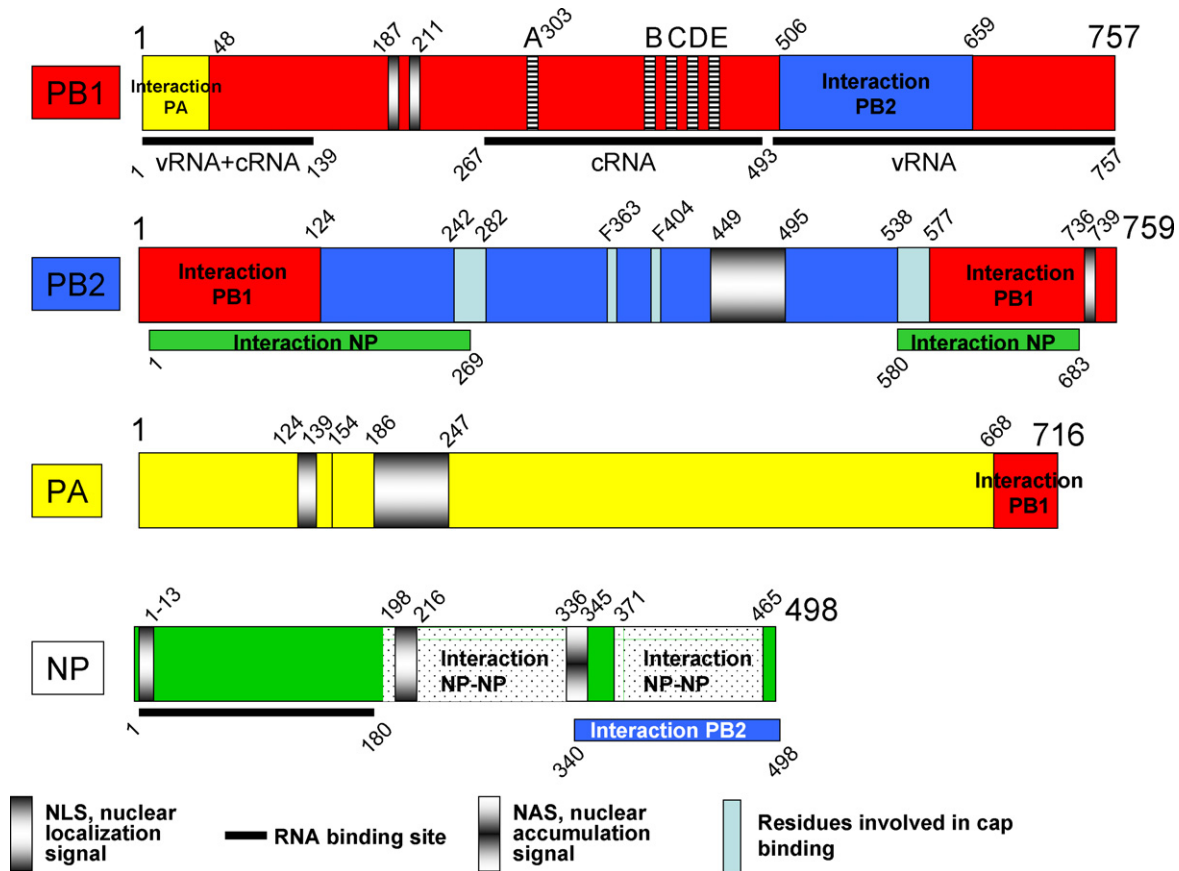 1 48 187 211 A 303 B C D E 506 659 757
PB1
Interaction
PA
Interaction
PB2
1 vRNA+cRNA 139 267 cRNA 493 vRNA 757
1 124 242 282 F363 F404 449 495 538 577 736 739 759
PB2
Interaction
PB1
Interaction
PB1
Interaction NP
Interaction NP
1 269 580 683
1 124 139 154 186 247 668 716
PA
Interaction
PB1
1-13 198 216 336 345 371 465 498
NP
Interaction
NP-NP
Interaction
NP-NP
1 180
Interaction PB2
340 498
NLS, nuclear
localization
signal
RNA binding site
NAS, nuclear
accumulation
signal
Residues involved in cap
binding